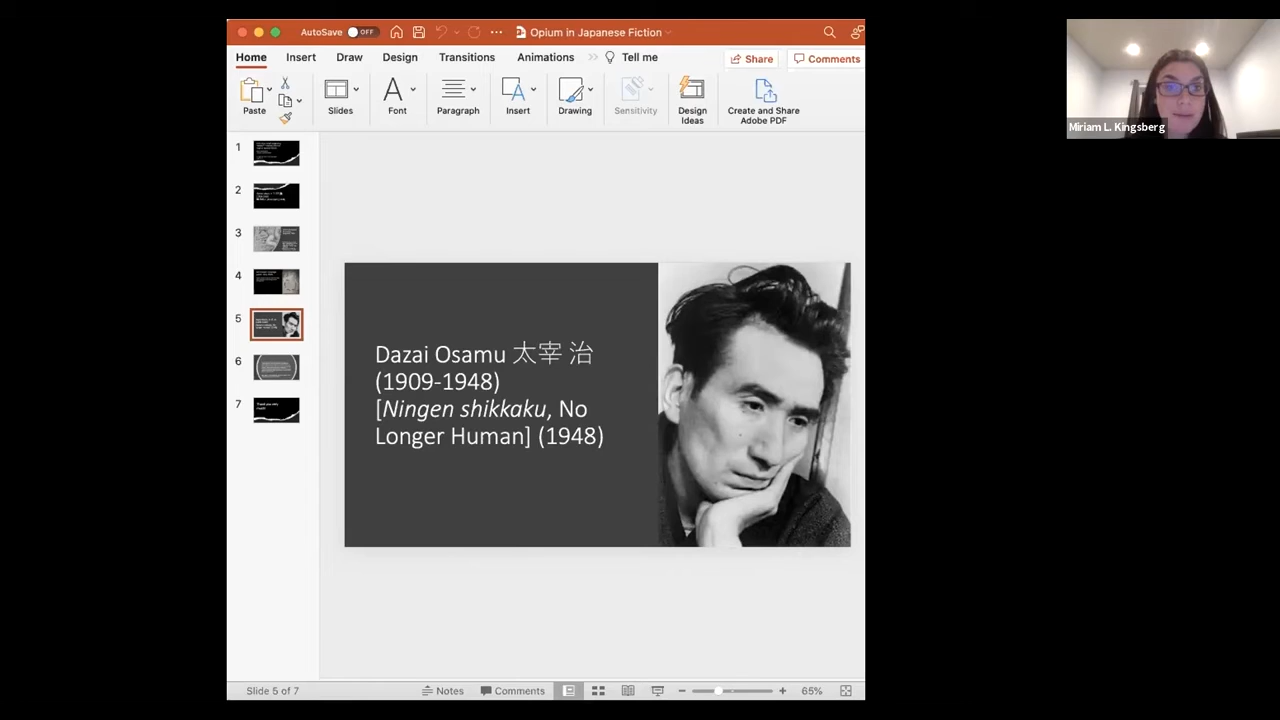 AutoSave OFF
Opium in Japanese Fiction
Home Insert Draw Design Transitions Animations Tell me
Share Comments
Paste Slides Font Paragraph Insert Drawing Sensitivity Design Ideas Create and Share Adobe PDF
1
2
3
4
5
6
7
Dazai Osamu 太宰 治
(1909-1948)
[Ningen shikkaku, No
Longer Human] (1948)
Slide 5 of 7 Notes Comments 65%
Miriam L. Kingsberg